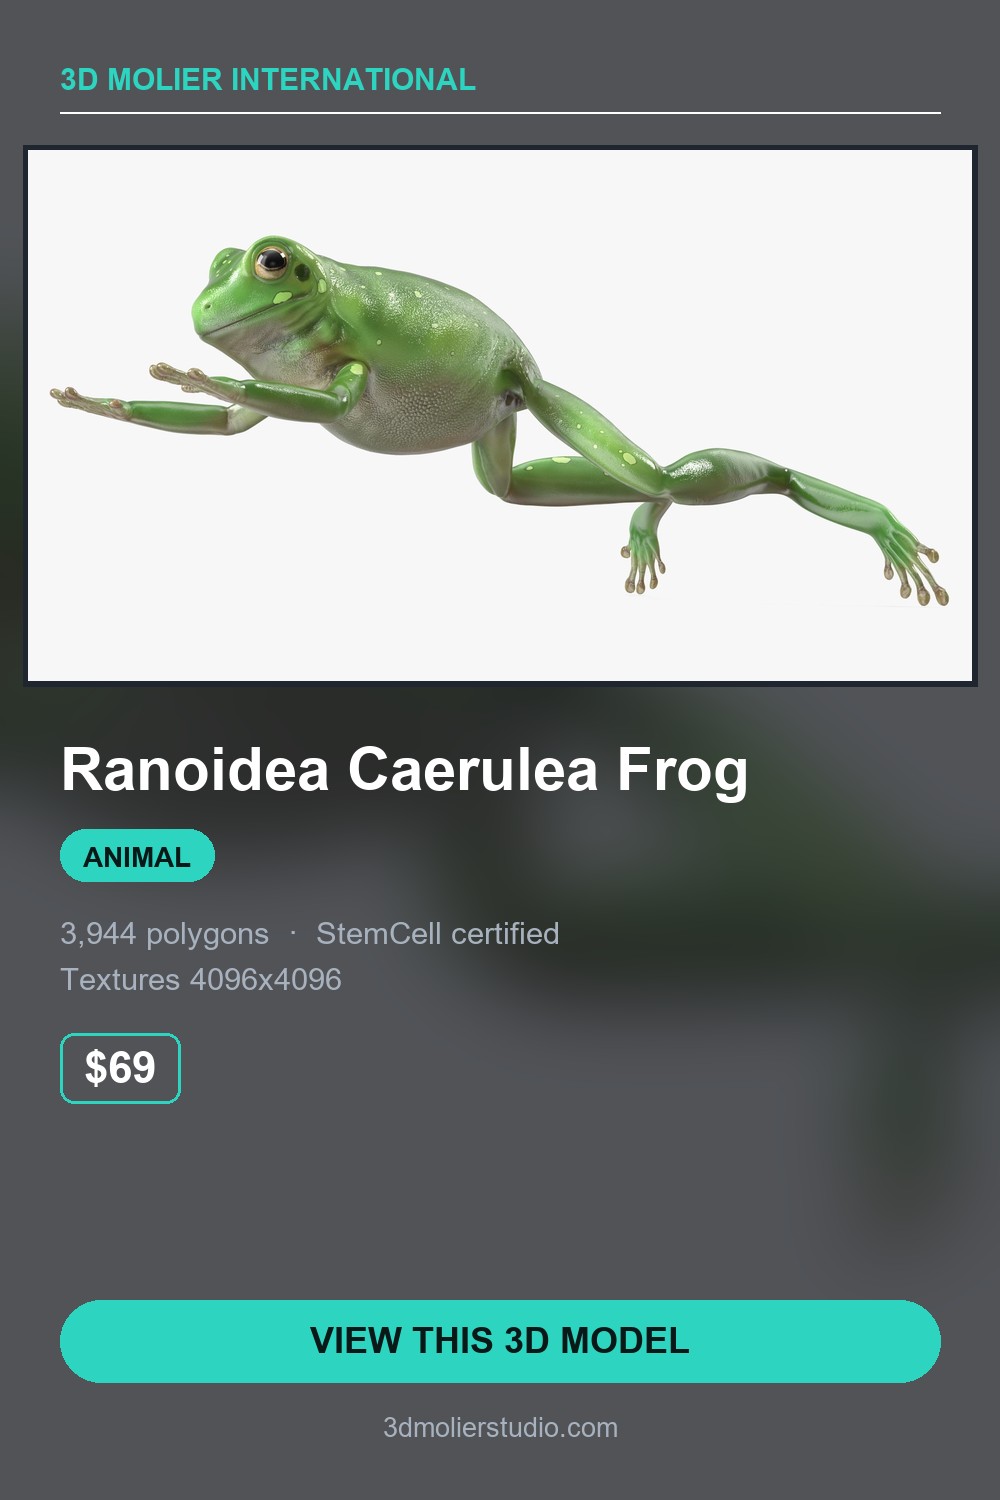 3D MOLIER INTERNATIONAL
Ranoidea Caerulea Frog
ANIMAL
3,944 polygons · StemCell certified
Textures 4096x4096
$69
VIEW THIS 3D MODEL
3dmolierstudio.com